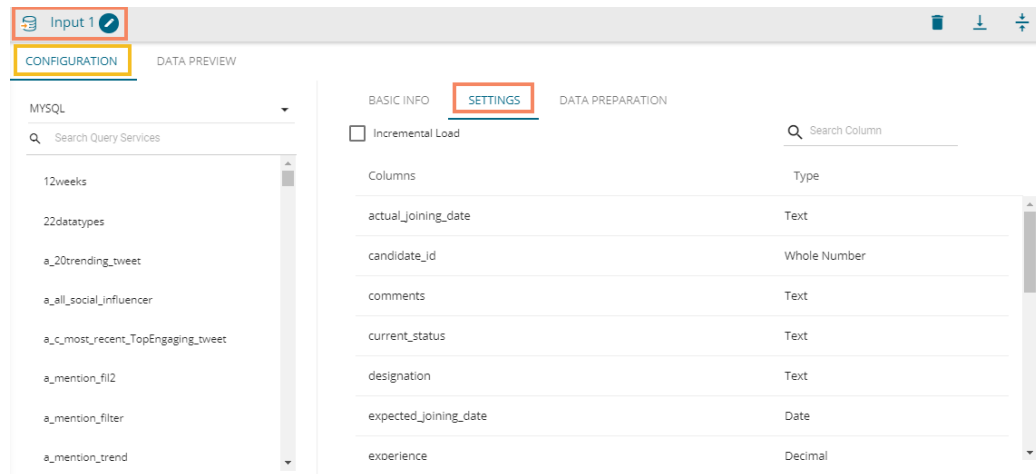 Input 1
CONFIGURATION DATA PREVIEW
MYSQL
Search Query Services
12weeks
22datatypes
a_20trending_tweet
a_all_social_influencer
a_c_most_recent_TopEngaging_tweet
a_mention_fil2
a_mention_filter
a_mention_trend
BASIC INFO SETTINGS DATA PREPARATION
Incremental Load Search Column
Columns Type
actual_joining_date Text
candidate_id Whole Number
comments Text
current_status Text
designation Text
expected_joining_date Date
experience Decimal